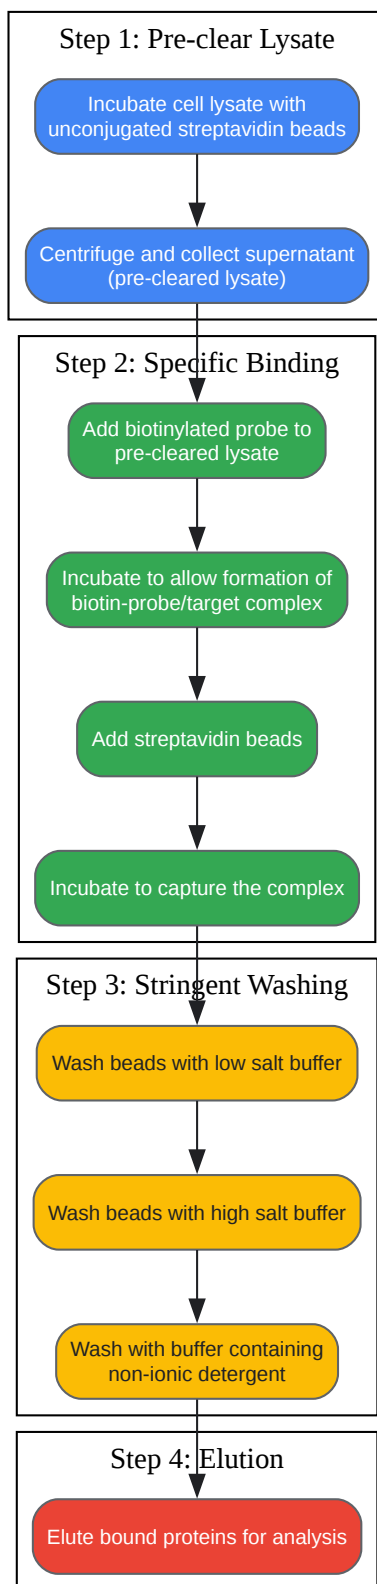 Step 1: Pre-clear Lysate
Incubate cell lysate with
unconjugated streptavidin beads
Centrifuge and collect supernatant
(pre-cleared lysate)
Step 2: Specific Binding
Add biotinylated probe to
pre-cleared lysate
Incubate to allow formation of
biotin-probe/target complex
Add streptavidin beads
Incubate to capture the complex
Step 3: Stringent Washing
Wash beads with low salt buffer
Wash beads with high salt buffer
Wash with buffer containing
non-ionic detergent
Step 4: Elution
Elute bound proteins for analysis